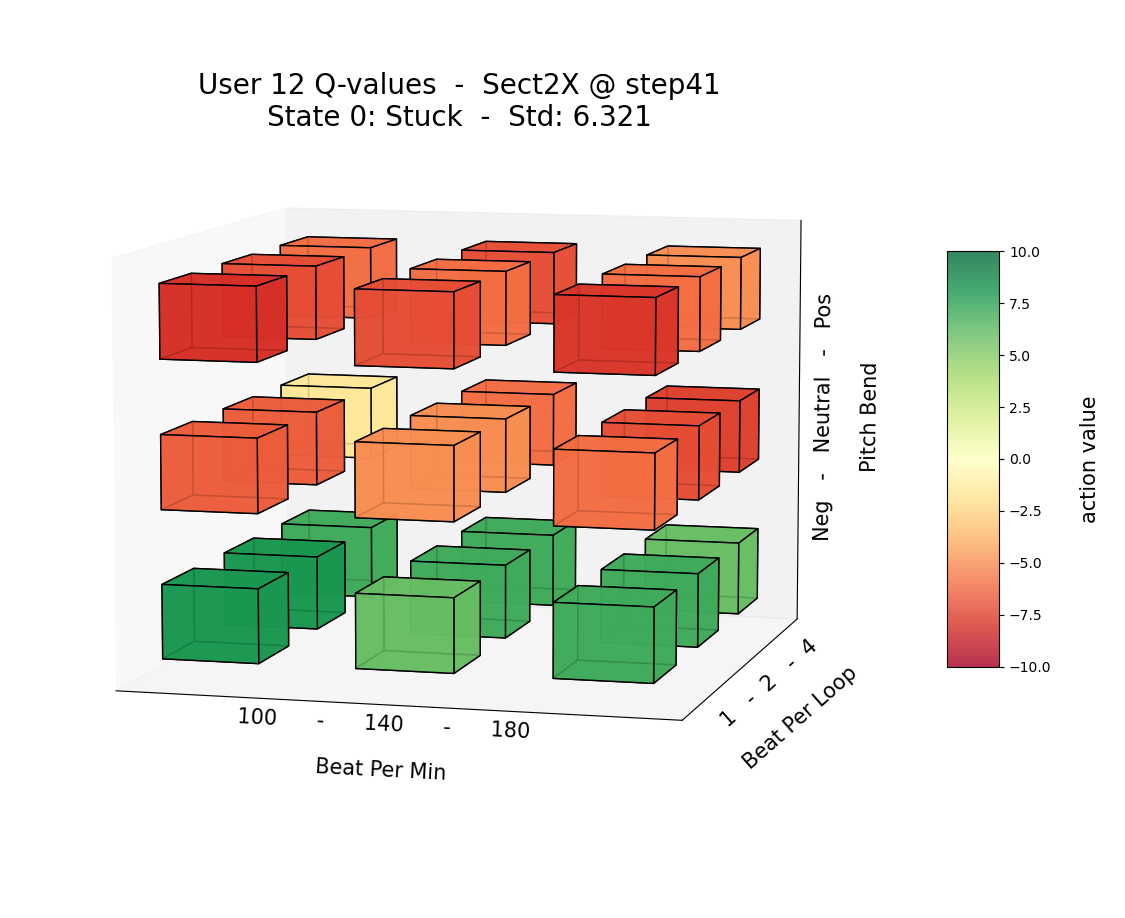 User 12 Q-values  -  Sect2X @ step41
State 0: Stuck  -  Std: 6.321
Neg   -   Neutral   -   Pos
Pitch Bend
100     -     140     -     180
Beat Per Min
1  -  2  -  4
Beat Per Loop
10.0
7.5
5.0
2.5
0.0
−2.5
−5.0
−7.5
−10.0
action value